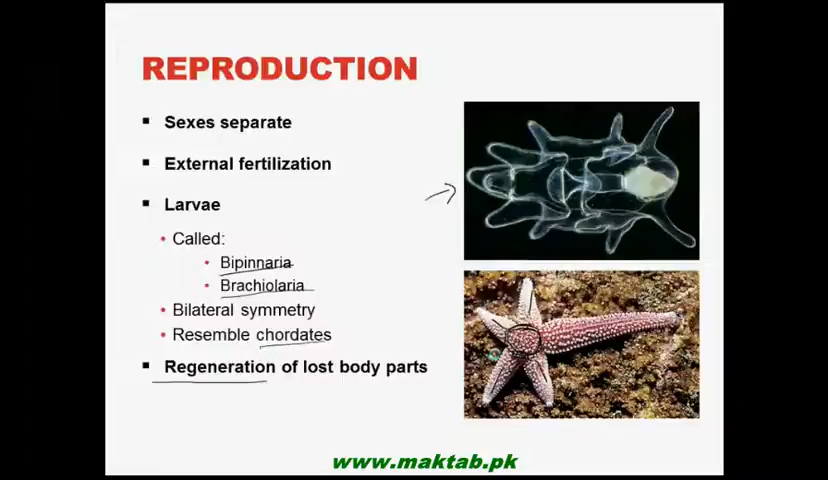 REPRODUCTION
▪ Sexes separate
▪ External fertilization
▪ Larvae
• Called:
• Bipinnaria
• Brachiolaria
• Bilateral symmetry
• Resemble chordates
▪ Regeneration of lost body parts
www.maktab.pk